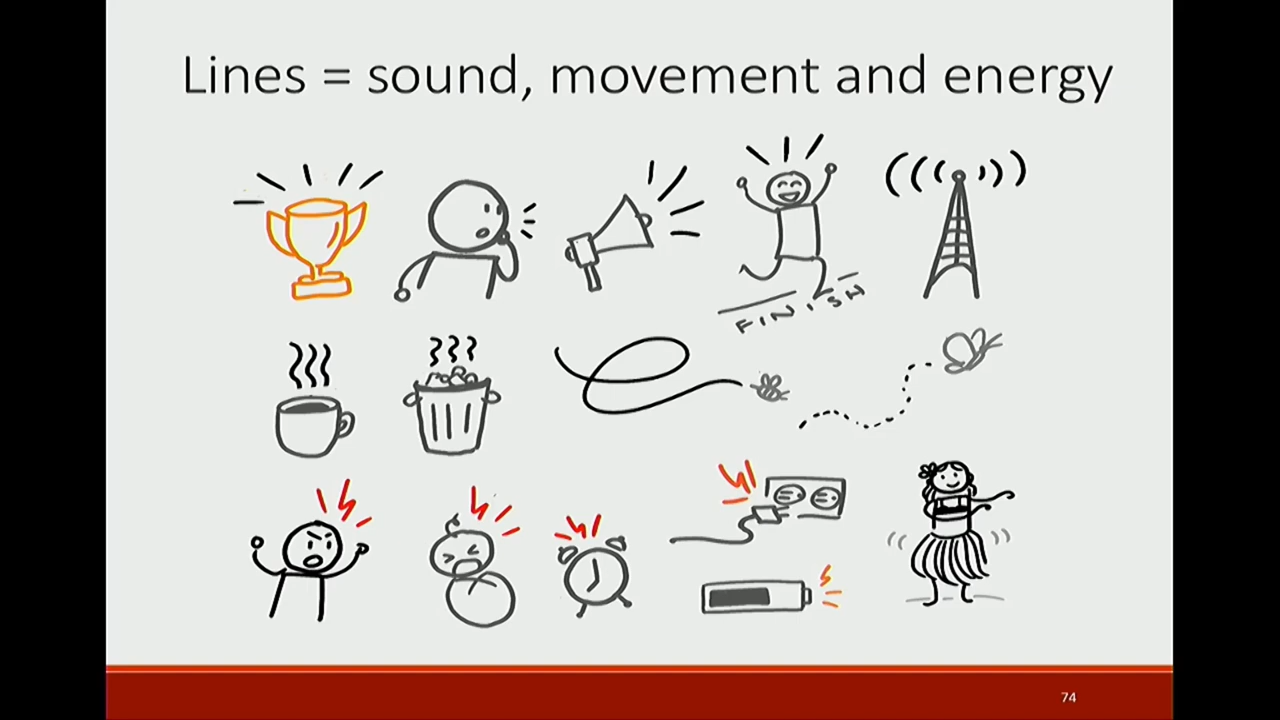 Lines = sound, movement and energy
FINISH
74